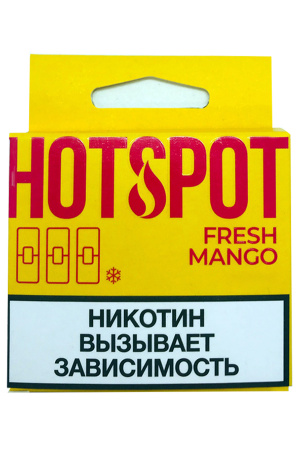 HOTSPOT
FRESH
MANGO
НИКОТИН
ВЫЗЫВАЕТ
ЗАВИСИМОСТЬ